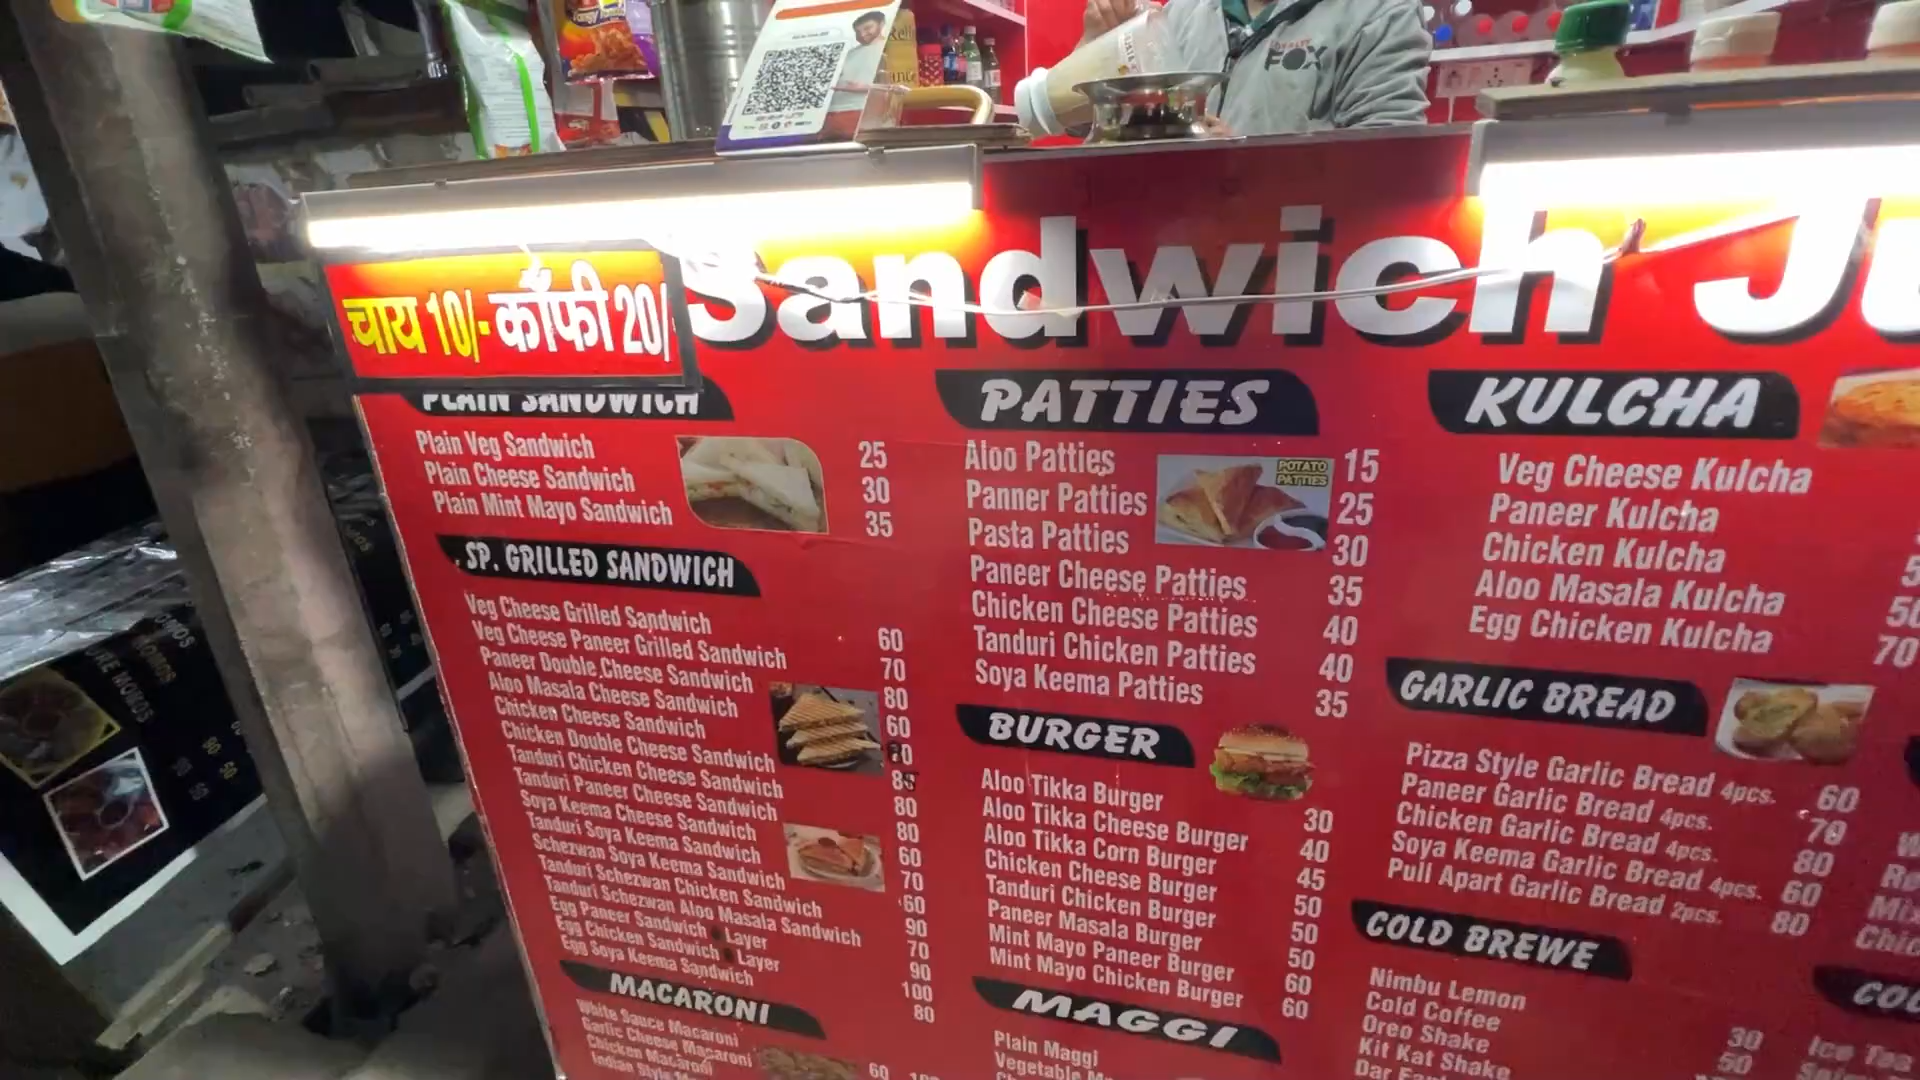 चाय 10/- कॉफी 20/-
Sandwich
PLAIN SANDWICH
Plain Veg Sandwich 25
Plain Cheese Sandwich 30
Plain Mint Mayo Sandwich 35
SP. GRILLED SANDWICH
Veg Cheese Grilled Sandwich 60
Veg Cheese Paneer Grilled Sandwich 70
Paneer Double Cheese Sandwich 80
Aloo Masala Cheese Sandwich 60
Chicken Cheese Sandwich
Chicken Double Cheese Sandwich
Tanduri Chicken Cheese Sandwich 80
Tanduri Paneer Cheese Sandwich 80
Soya Keema Cheese Sandwich 60
Tanduri Soya Keema Sandwich 70
Schezwan Soya Keema Sandwich 60
Tanduri Schezwan Chicken Sandwich 90
Tanduri Schezwan Aloo Masala Sandwich 70
Egg Paneer Sandwich Layer 90
Egg Chicken Sandwich Layer 100
Egg Soya Keema Sandwich 80
MACARONI
White Sauce Macaroni
Garlic Cheese Macaroni
Chicken Macaroni
Indian Style
60
PATTIES
Aloo Patties 15
Panner Patties 25
Pasta Patties 30
Paneer Cheese Patties 35
Chicken Cheese Patties 40
Tanduri Chicken Patties 40
Soya Keema Patties 35
POTATO
PATTIES
BURGER
Aloo Tikka Burger 30
Aloo Tikka Cheese Burger 40
Aloo Tikka Corn Burger 45
Chicken Cheese Burger 50
Tanduri Chicken Burger 50
Paneer Masala Burger 50
Mint Mayo Paneer Burger 60
Mint Mayo Chicken Burger 60
MAGGI
Plain Maggi
Vegetable
KULCHA
Veg Cheese Kulcha
Paneer Kulcha
Chicken Kulcha
Aloo Masala Kulcha
Egg Chicken Kulcha 70
GARLIC BREAD
Pizza Style Garlic Bread 4pcs. 60
Paneer Garlic Bread 4pcs. 70
Chicken Garlic Bread 4pcs. 80
Soya Keema Garlic Bread 4pcs. 60
Pull Apart Garlic Bread 2pcs. 80
COLD BREWE
Nimbu Lemon 30
Cold Coffee 50
Oreo Shake
Kit Kat Shake
Ice Tea
FOX